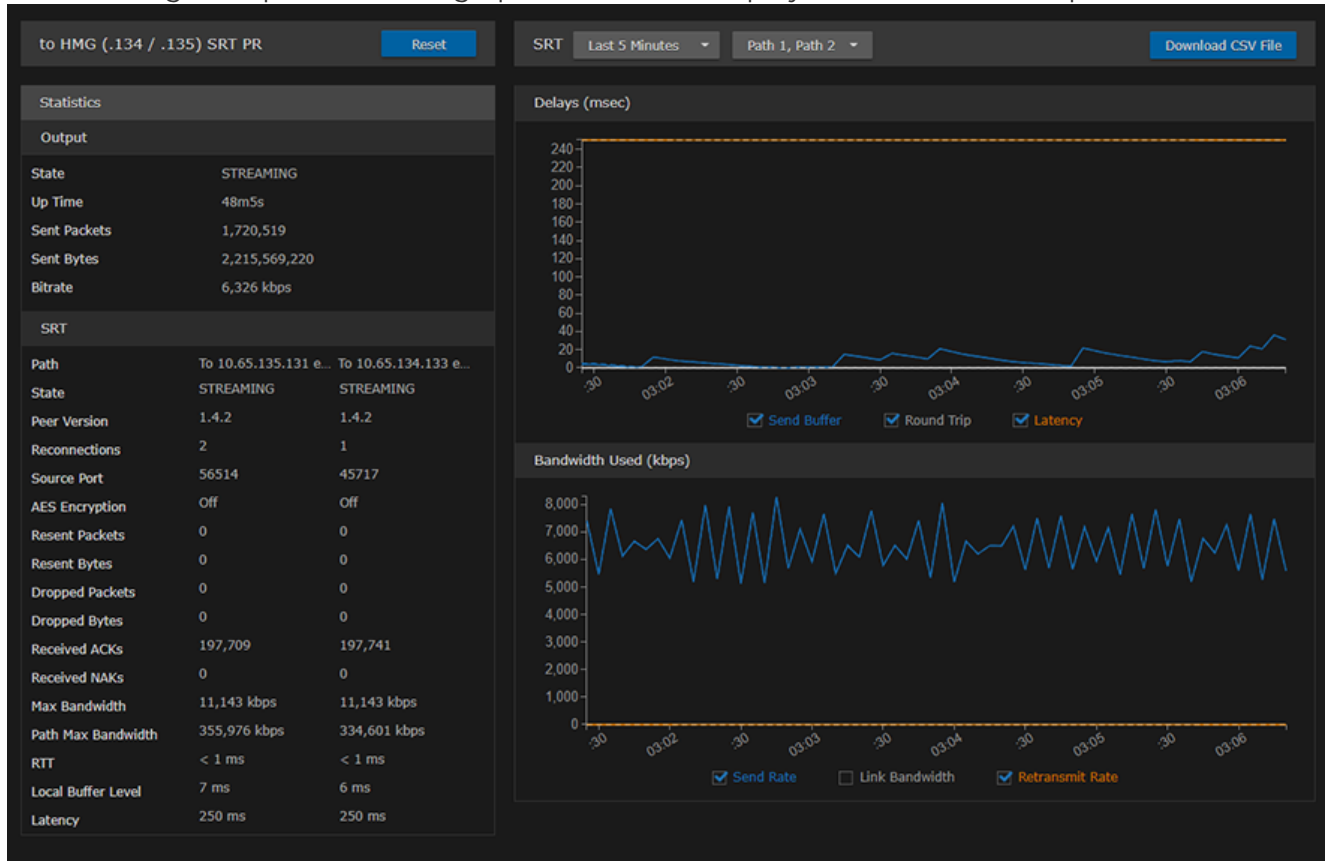 to HMG (.134 / .135) SRT PR
Reset
Statistics
Output
State STREAMING
Up Time 48m5s
Sent Packets 1,720,519
Sent Bytes 2,215,569,220
Bitrate 6,326 kbps
SRT
Path To 10.65.135.131 e... To 10.65.134.133 e...
State STREAMING STREAMING
Peer Version 1.4.2 1.4.2
Reconnections 2 1
Source Port 56514 45717
AES Encryption Off Off
Resent Packets 0 0
Resent Bytes 0 0
Dropped Packets 0 0
Dropped Bytes 0 0
Received ACKs 197,709 197,741
Received NAKs 0 0
Max Bandwidth 11,143 kbps 11,143 kbps
Path Max Bandwidth 355,976 kbps 334,601 kbps
RTT < 1 ms < 1 ms
Local Buffer Level 7 ms 6 ms
Latency 250 ms 250 ms
SRT Last 5 Minutes Path 1, Path 2 Download CSV File
Delays (msec)
240
220
200
180
160
140
120
100
80
60
40
20
0
:30 03:02 :30 03:03 :30 03:04 :30 03:05 :30 03:06
Send Buffer Round Trip Latency
Bandwidth Used (kbps)
8,000
7,000
6,000
5,000
4,000
3,000
2,000
1,000
0
:30 03:02 :30 03:03 :30 03:04 :30 03:05 :30 03:06
Send Rate Link Bandwidth Retransmit Rate